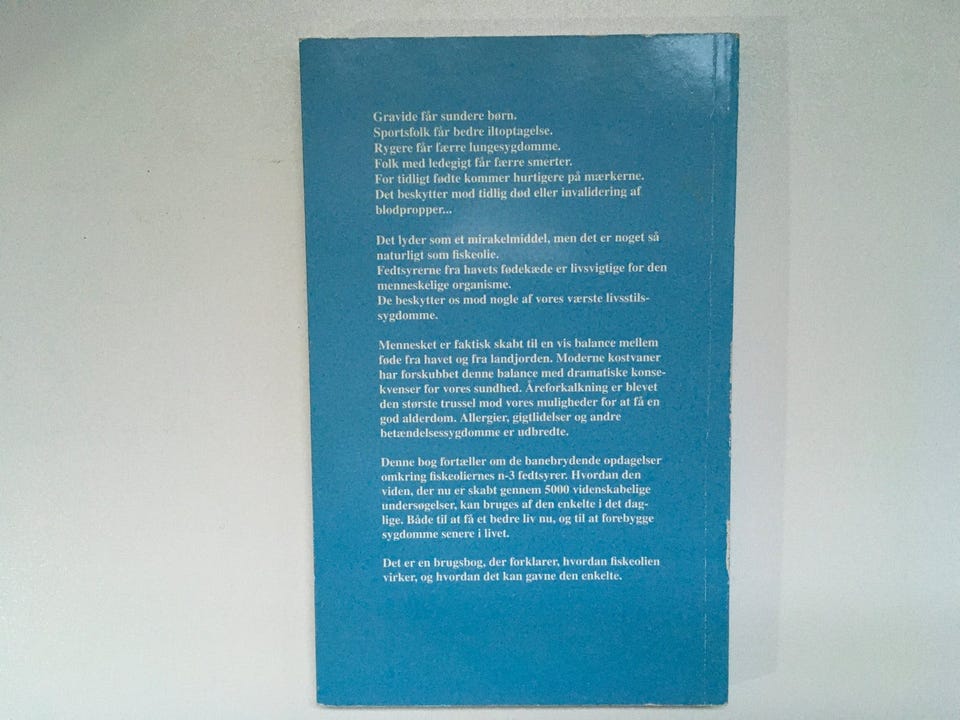 Gravide får sundere børn.
Sportsfolk får bedre iltoptagelse.
Rygere får færre lungesygdomme.
Folk med ledegigt får færre smerter.
For tidligt fødte kommer hurtigere på mærkerne.
Det beskytter mod tidlig død eller invalidering af
blodpropper...
Det lyder som et mirakelmiddel, men det er noget så
naturligt som fiskeolie.
Fedtsyrerne fra havets fødekæde er livsvigtige for den
menneskelige organisme.
De beskytter os mod nogle af vores værste livsstils-
sygdomme.
Mennesket er faktisk skabt til en vis balance mellem
føde fra havet og fra landjorden. Moderne kostvaner
har forskubbet denne balance med dramatiske konse-
kvenser for vores sundhed. Åreforkalkning er blevet
den største trussel mod vores muligheder for at få en
god alderdom. Allergier, gigtlidelser og andre
betændelsessygdomme er udbredte.
Denne bog fortæller om de banebrydende opdagelser
omkring fiskeoliernes n-3 fedtsyrer. Hvordan den
viden, der nu er skabt gennem 5000 videnskabelige
undersøgelser, kan bruges af den enkelte i det dag-
lige. Både til at få et bedre liv nu, og til at forebygge
sygdomme senere i livet.
Det er en brugsbog, der forklarer, hvordan fiskeolien
virker, og hvordan det kan gavne den enkelte.